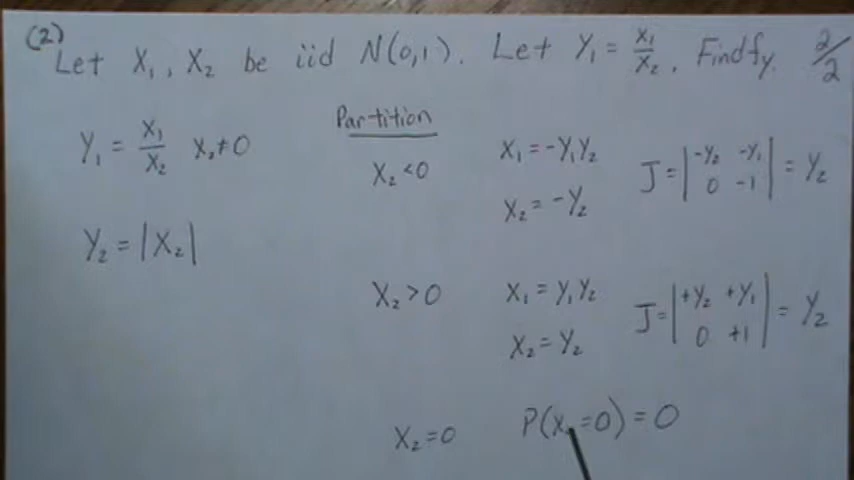 (2) Let X₁, X₂ be iid N(0,1). Let Y₁ = X₁/X₂. Find fy. 2/2
Partition
Y₁ = X₁/X₂ X₂≠0
X₂<0
X₁ = -Y₁Y₂
X₂ = -Y₂
J = |-Y₂ -Y₁|
|0 -1| = Y₂
Y₂ = |X₂|
X₂>0
X₁ = Y₁Y₂
X₂ = Y₂
J = |+Y₂ +Y₁|
|0 +1| = Y₂
X₂=0
P(X₂=0) = 0